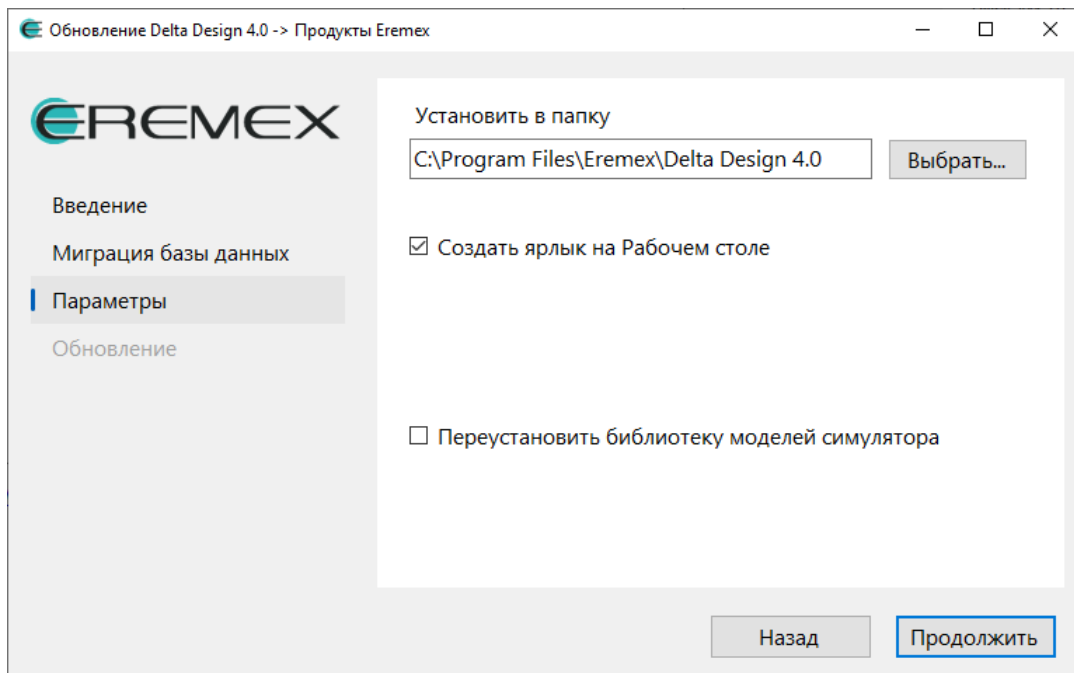 Обновление Delta Design 4.0 -> Продукты Eremex
EREMEX
Введение
Миграция базы данных
Параметры
Обновление
Установить в папку
C:\Program Files\Eremex\Delta Design 4.0
Выбрать...
Создать ярлык на Рабочем столе
Переустановить библиотеку моделей симулятора
Назад
Продолжить